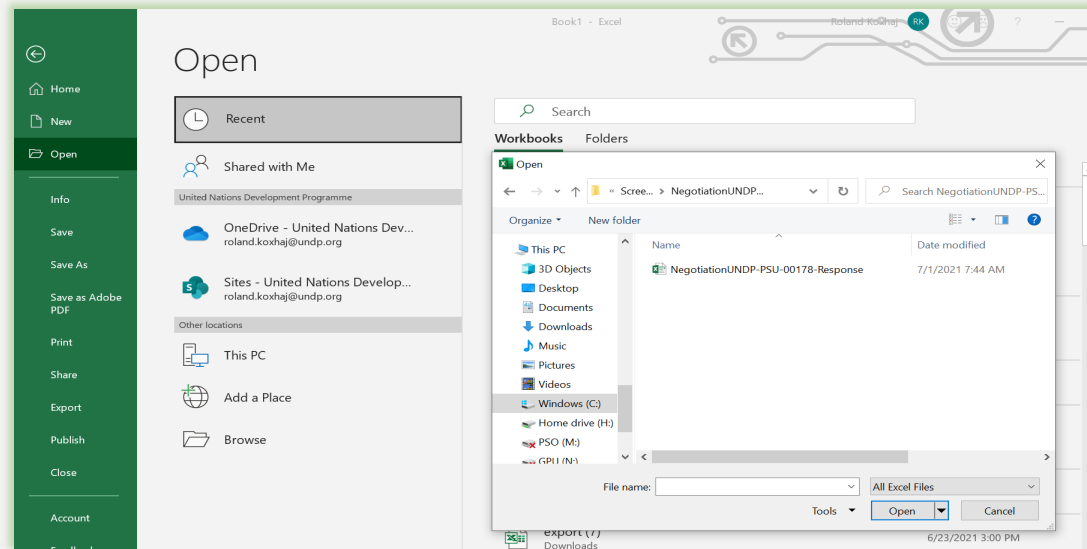 Book1 - Excel
Roland Koxhaj RK
?
Home
New
Open
Info
Save
Save As
Save as Adobe
PDF
Print
Share
Export
Publish
Close
Account
Open
Recent
Shared with Me
United Nations Development Programme
OneDrive - United Nations Dev...
roland.koxhaj@undp.org
Sites - United Nations Develop...
roland.koxhaj@undp.org
Other locations
This PC
Add a Place
Browse
Search
Workbooks Folders
Open
« Scree... > NegotiationUNDP...
Search NegotiationUNDP-PS...
Organize New folder
This PC
3D Objects
Desktop
Documents
Downloads
Music
Pictures
Videos
Windows (C:)
Home drive (H:)
PSO (M:)
GPU (N:)
Name Date modified
NegotiationUNDP-PSU-00178-Response 7/1/2021 7:44 AM
File name:
All Excel Files
Tools Open Cancel
export (7)
Downloads
6/23/2021 3:00 PM